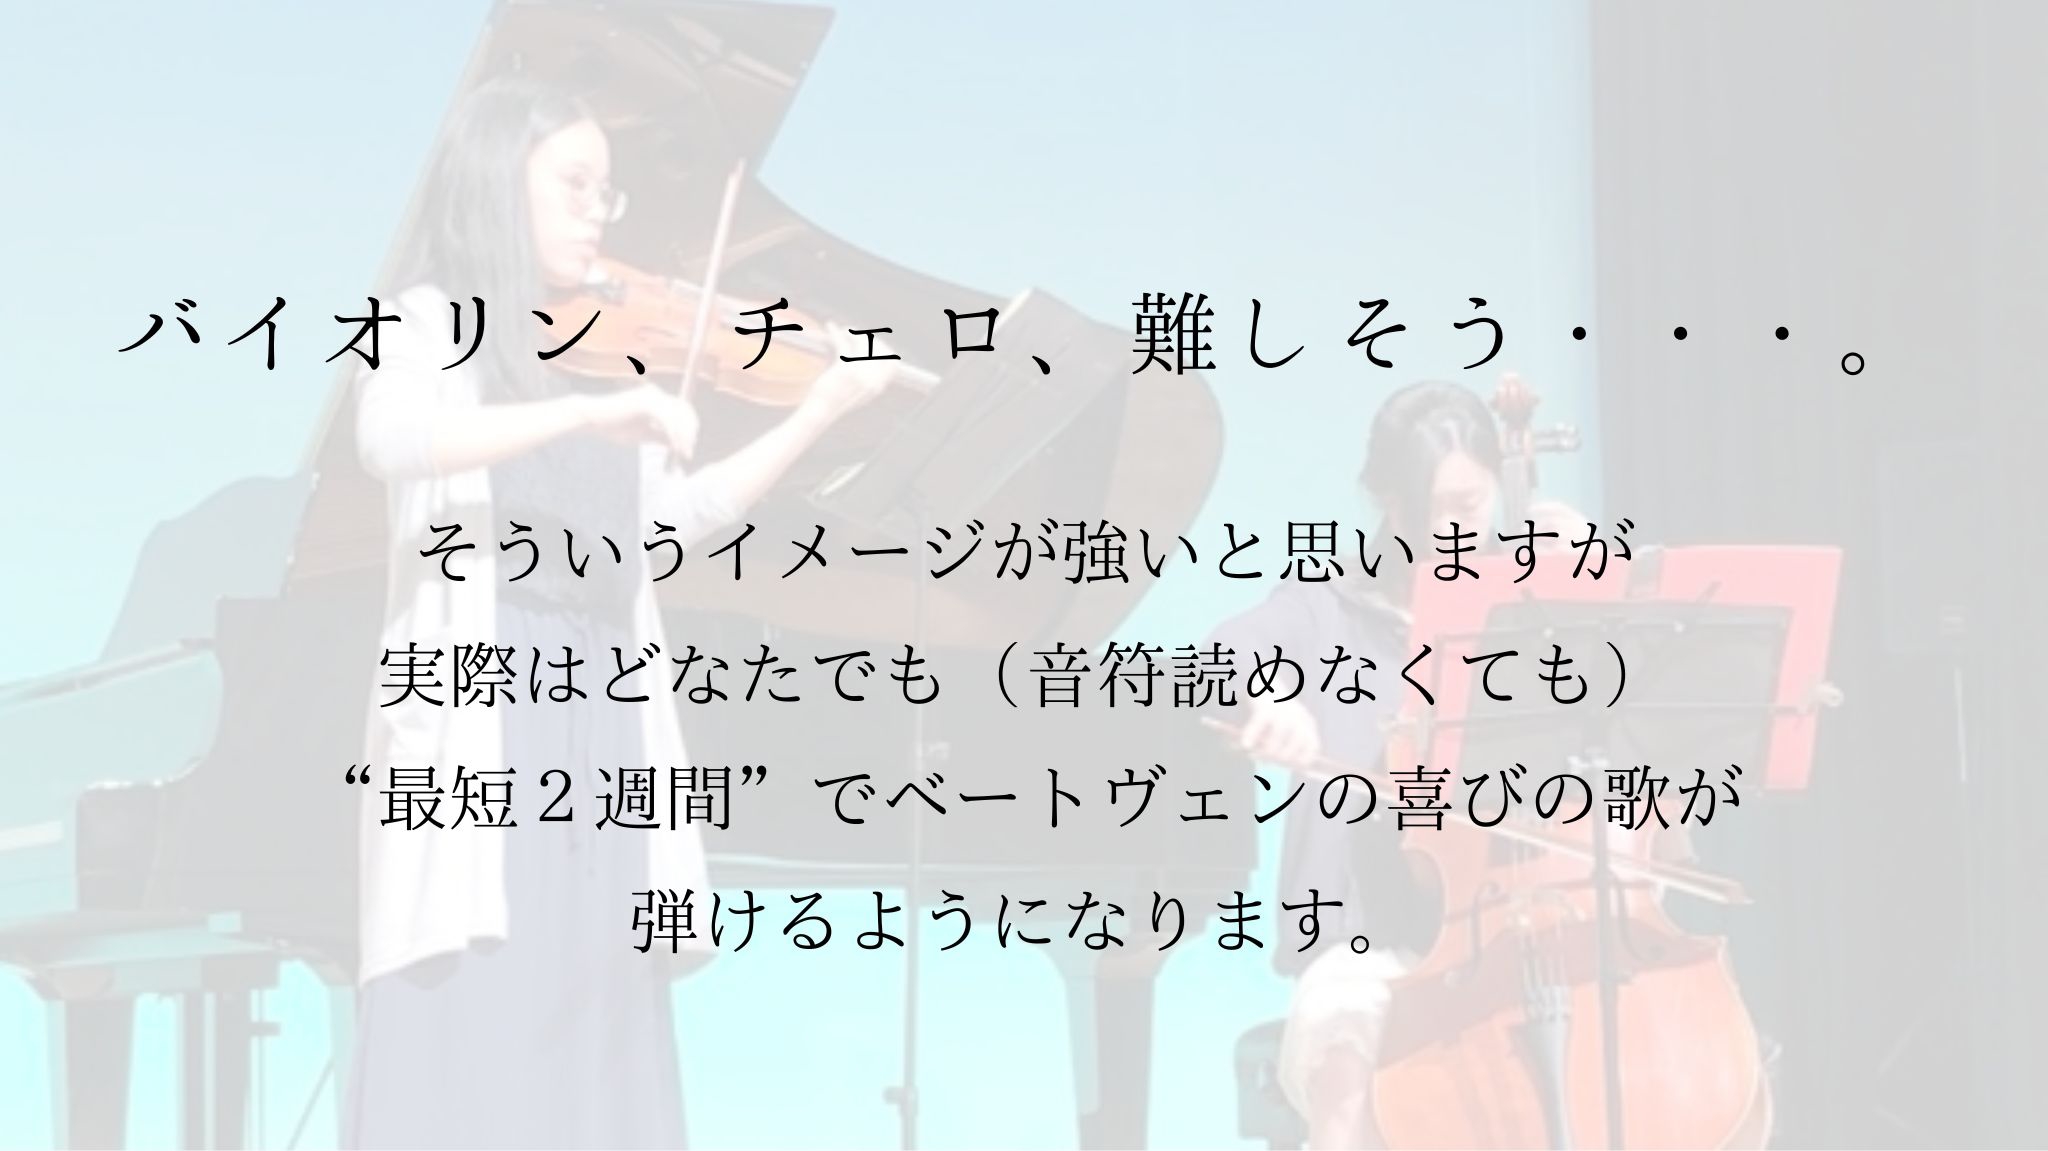 バイオリン、チェロ、難しそう・・・。
そういうイメージが強いと思いますが
実際はどなたでも（音符読めなくても）
“最短２週間”でベートヴェンの喜びの歌が
弾けるようになります。